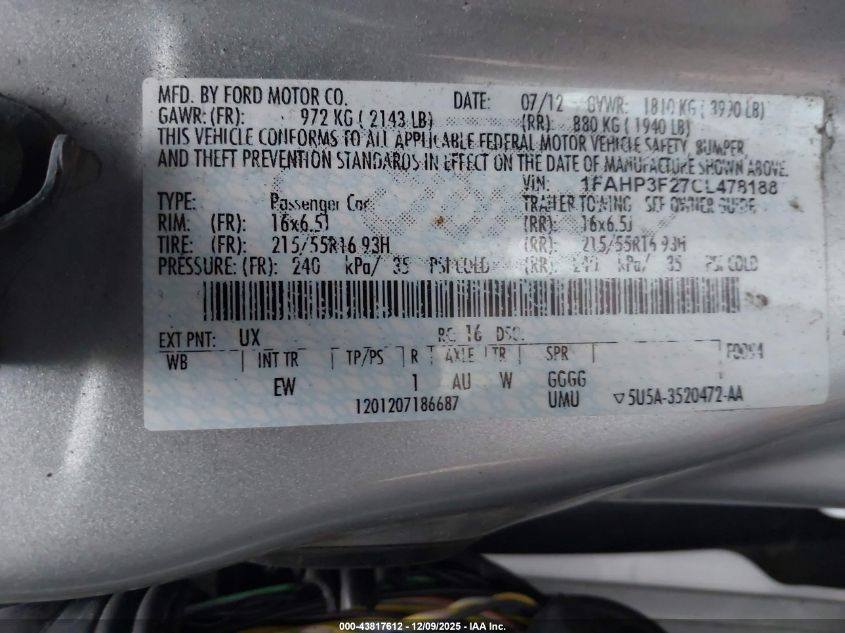 MFD. BY FORD MOTOR CO. DATE: 07/12 GVWR: 1810 KG ( 3990 LB)
GAWR: (FR): 972 KG ( 2143 LB) (RR): 880 KG ( 1940 LB)
THIS VEHICLE CONFORMS TO ALL APPLICABLE FEDERAL MOTOR VEHICLE SAFETY, BUMPER,
AND THEFT PREVENTION STANDARDS IN EFFECT ON THE DATE OF MANUFACTURE SHOWN ABOVE.
VIN: 1FAHP3F27CL478188
TYPE: Passenger Car TRAILER TOWING - SEE OWNER GUIDE
RIM: (FR): 16x6.5J (RR): 16x6.5J
TIRE: (FR): 215/55R16 93H (RR): 215/55R16 93H
PRESSURE: (FR): 240 kPa/ 35 PSI COLD (RR): 240 kPa/ 35 PSI COLD
EXT PNT: UX RC: 16 DSO:
WB INT TR TP/PS R AXLE TR SPR F0094
EW 1 AU W GGGG
1201207186687 UMU ▽5U5A-3520472-AA
000-43817612 - 12/09/2025 - IAA Inc.